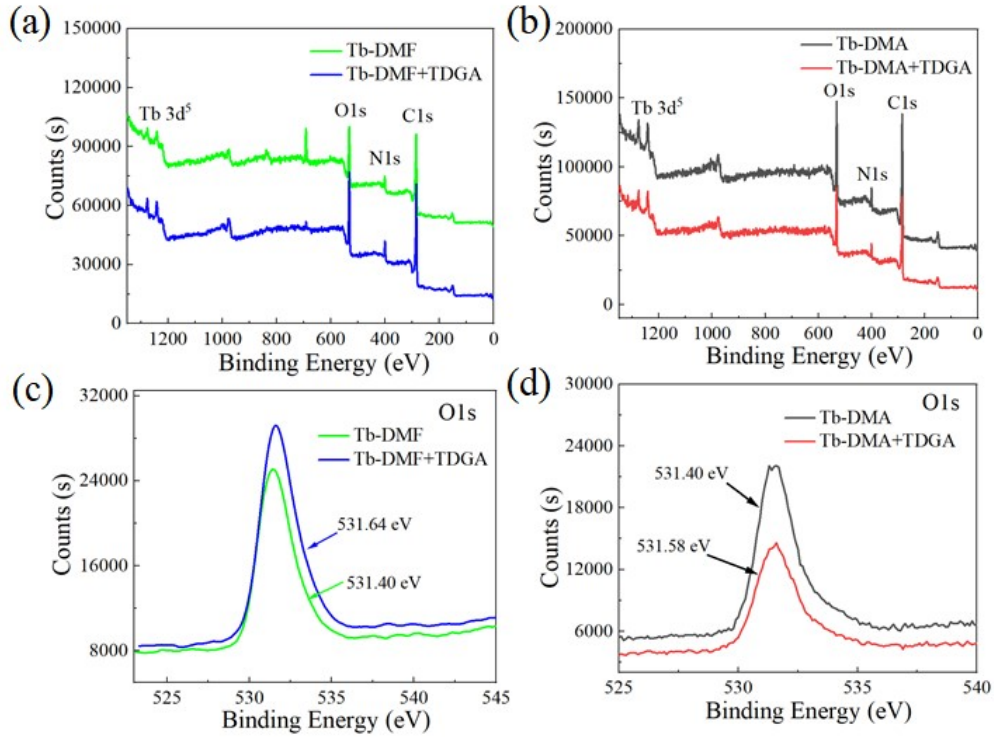 (a)
Tb-DMF
Tb-DMF+TDGA
Tb 3d⁵
O1s
C1s
N1s
Counts (s)
150000
120000
90000
60000
30000
0
1200 1000 800 600 400 200 0
Binding Energy (eV)
(b)
Tb-DMA
Tb-DMA+TDGA
Tb 3d⁵
O1s
C1s
N1s
Counts (s)
200000
150000
100000
50000
0
1200 1000 800 600 400 200 0
Binding Energy (eV)
(c)
O1s
Tb-DMF
Tb-DMF+TDGA
531.64 eV
531.40 eV
Counts (s)
32000
24000
16000
8000
525 530 535 540 545
Binding Energy (eV)
(d)
O1s
Tb-DMA
Tb-DMA+TDGA
531.40 eV
531.58 eV
Counts (s)
30000
24000
18000
12000
6000
525 530 535 540
Binding Energy (eV)